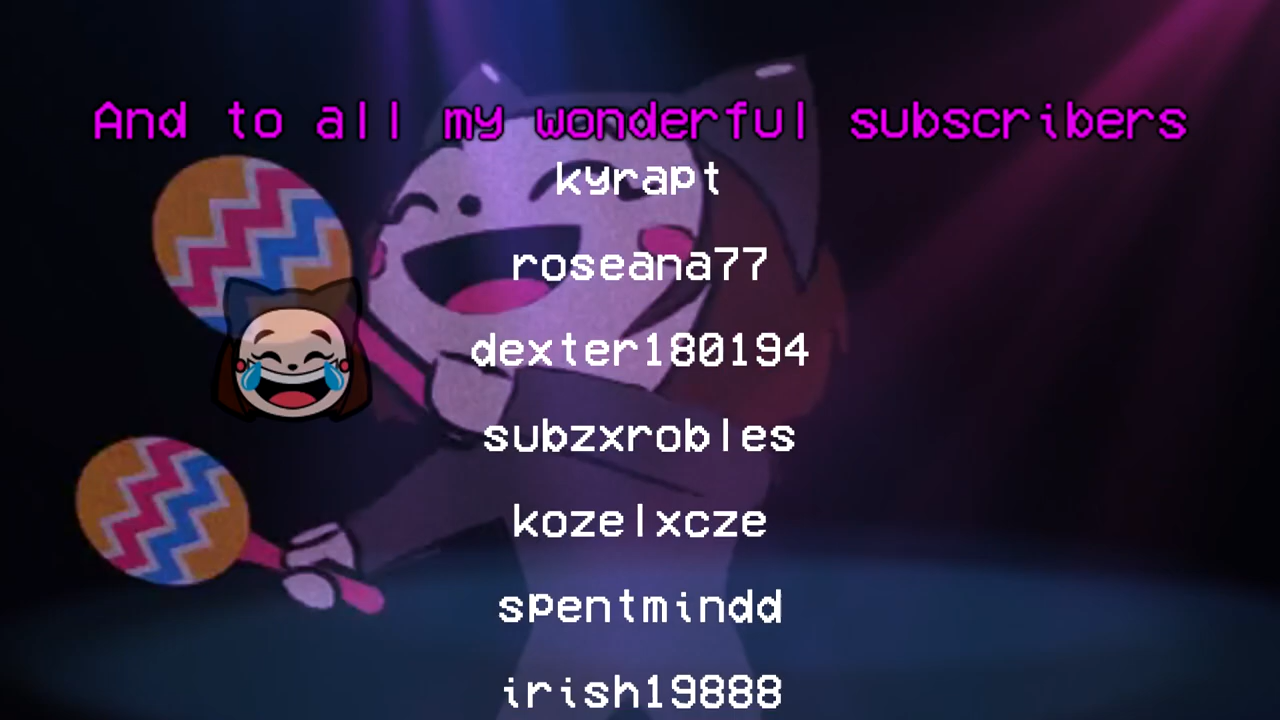 And to all my wonderful subscribers
kyrapt
roseana77
dexter180194
subzxrobles
kozelxcze
spentmindd
irish19888